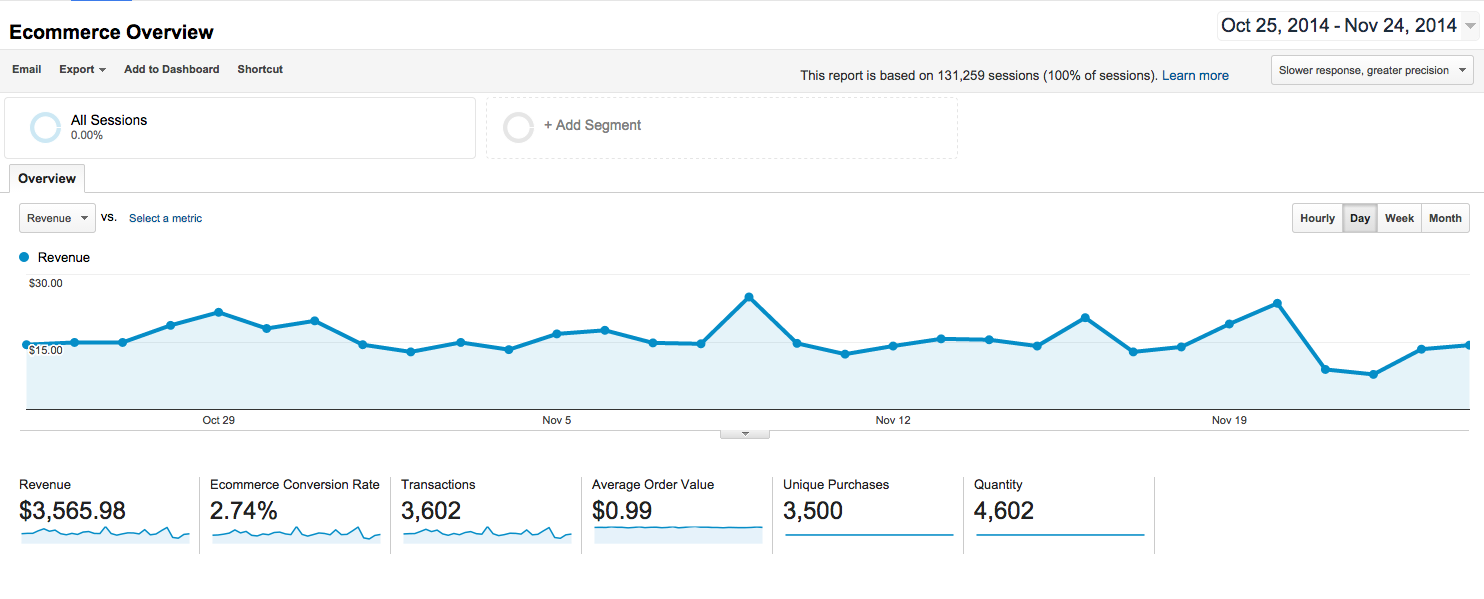 Ecommerce Overview
Oct 25, 2014 - Nov 24, 2014
Email Export Add to Dashboard Shortcut
This report is based on 131,259 sessions (100% of sessions). Learn more
Slower response, greater precision
All Sessions
0.00%
+ Add Segment
Overview
Revenue vs. Select a metric
Hourly Day Week Month
Revenue
$30.00
$15.00
Oct 29 Nov 5 Nov 12 Nov 19
Revenue Ecommerce Conversion Rate Transactions Average Order Value Unique Purchases Quantity
$3,565.98 2.74% 3,602 $0.99 3,500 4,602